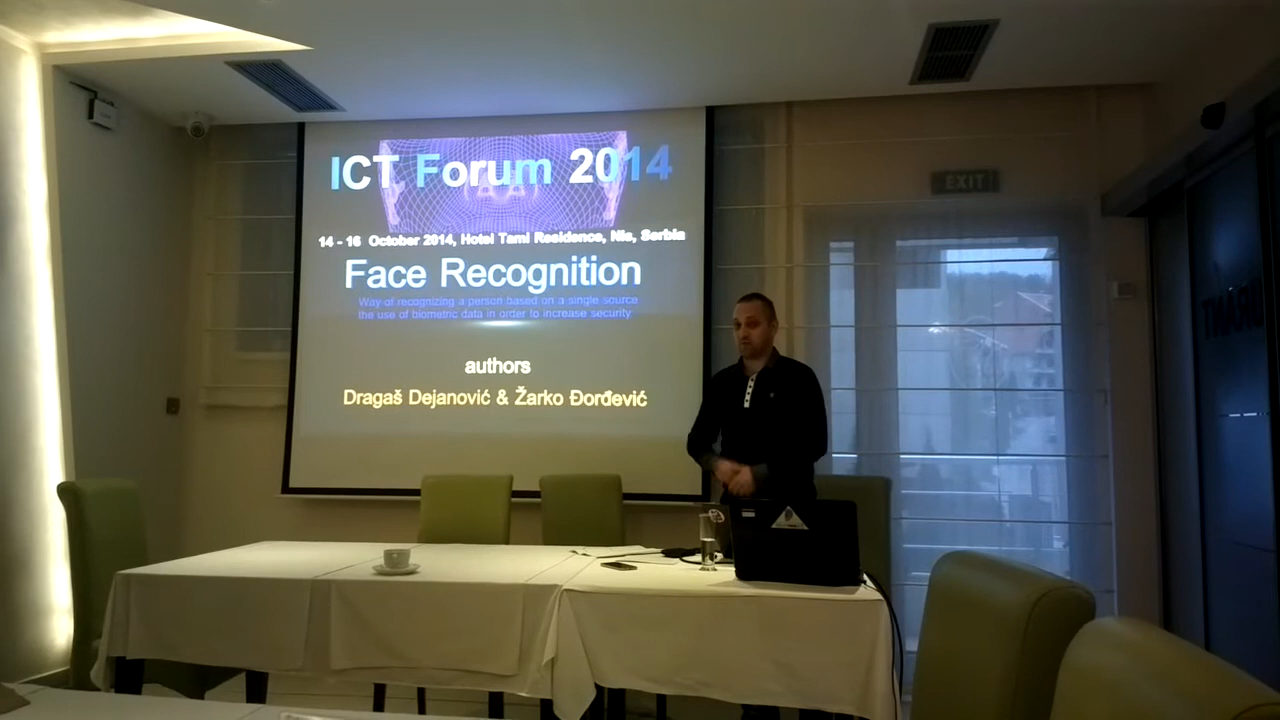 ICT Forum 2014
14 - 16 October 2014, Hotel Tami Residence, Nis, Serbia
Face Recognition
Way of recognizing a person based on a single source
the use of biometric data in order to increase security
authors
Dragaš Dejanović & Žarko Đorđević
EXIT